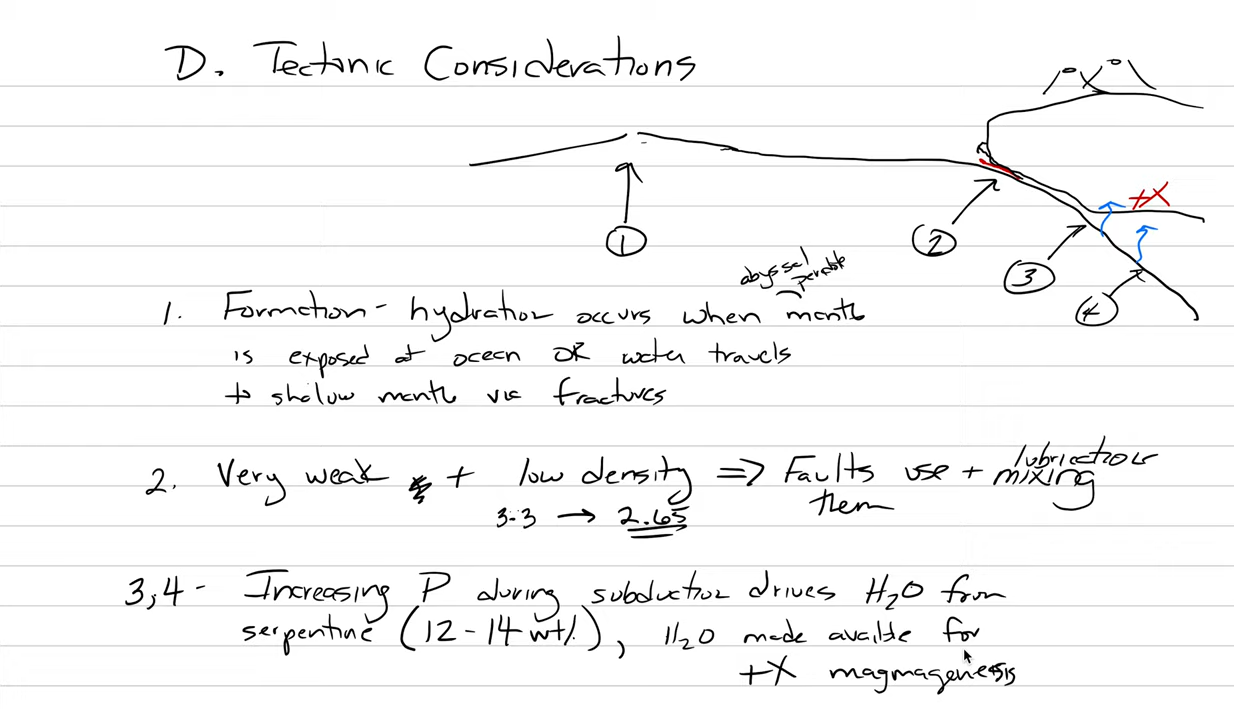 D. Tectonic Considerations
+X
1
2
3
4
abyssal
peridotite
1. Formation - hydration occurs when mantle
is exposed at ocean OR water travels
to shallow mantle via fractures
lubrication
2. Very weak + low density => Faults use + mixing
them
3.3 → 2.65
3,4 - Increasing P during subduction drives H2O from
serpentine (12-14 wt%), H2O made availble for
+X magmagenesis